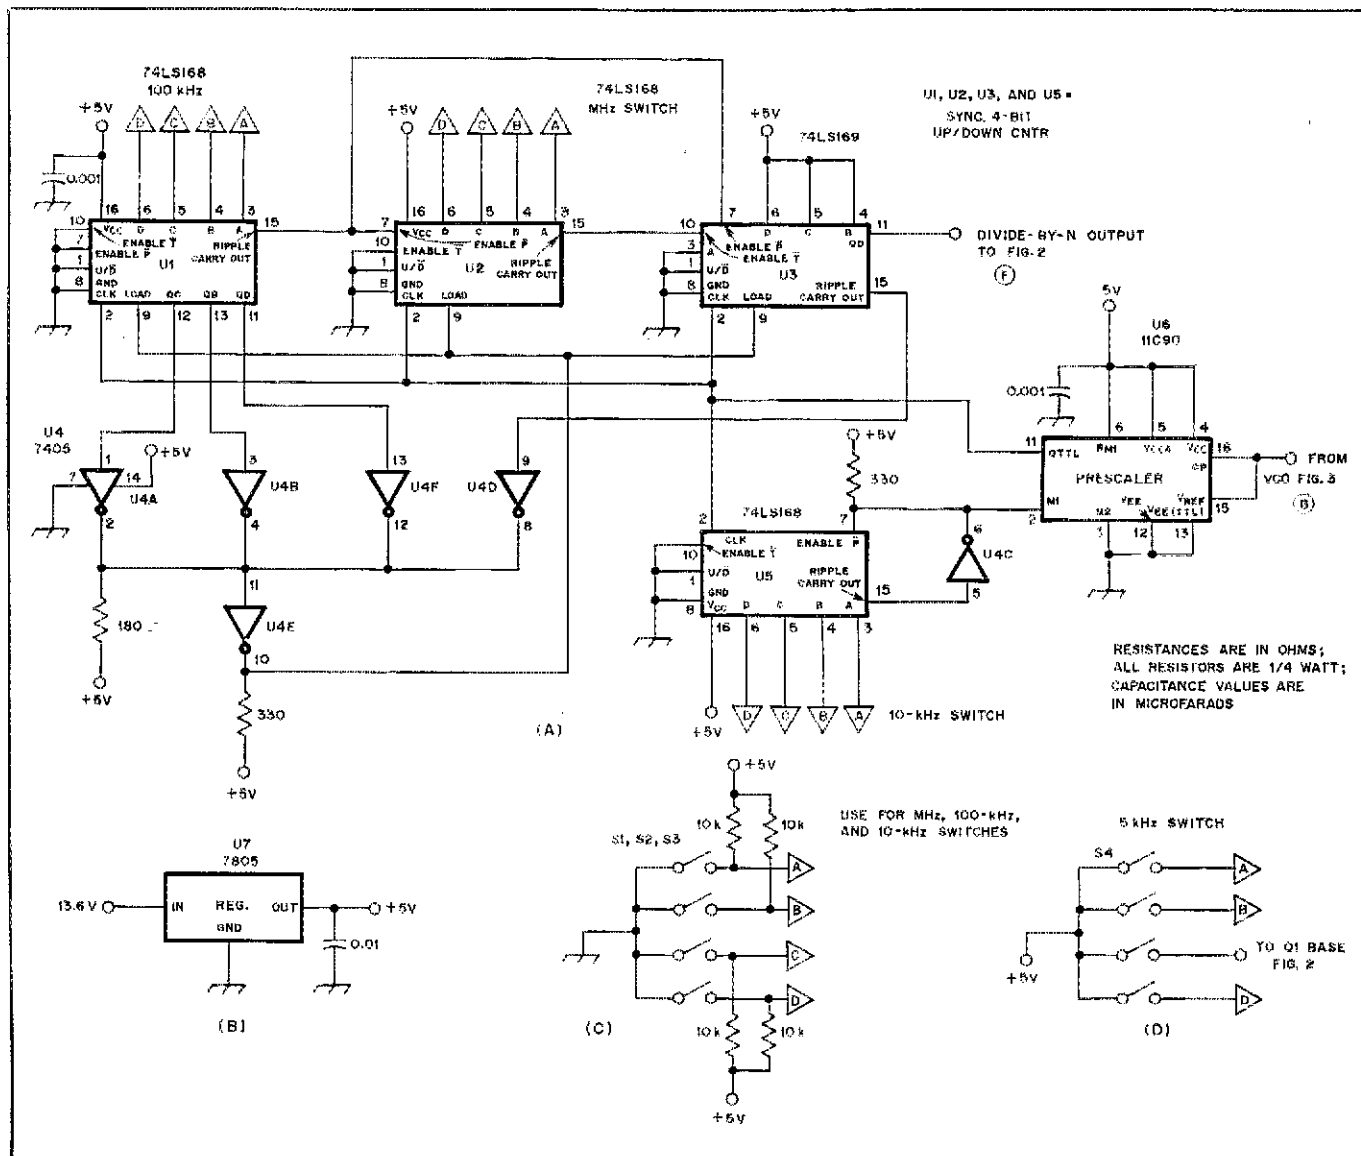 74LS168
100 kHz
+5V
D C B A
0.001
16 6 5 4 3
10 7 1 8
VCC D C B A
ENABLE T̅
ENABLE P̅
U1
U/D̅
GND
CLK LOAD QC QB QD
RIPPLE
CARRY OUT
15
2 9 12 13 11
74LS168
MHz SWITCH
+5V
D C B A
16 6 5 4 3
7 10 1 8
VCC D C B A
ENABLE P̅
ENABLE T̅
U2
U/D̅
GND
CLK LOAD
RIPPLE
CARRY OUT
15
2 9
+5V
74LS169
7 6 5 4
10 3 1 8
D C B
QD
A
ENABLE P̅
ENABLE T̅
U3
U/D̅
GND
CLK LOAD
RIPPLE
CARRY OUT
11
15
2 9
U1, U2, U3, AND U5=
SYNC. 4-BIT
UP/DOWN CNTR
DIVIDE-BY-N OUTPUT
TO FIG. 2
F
5V
U6
11C90
0.001
6 5 4
11 2
16 15
RM1 VCCA VCC
QTTL
CP
PRESCALER
M1
VEE
VREF
M2
VEE(TTL)
1 12 13
FROM
VCO FIG. 3
B
U4
7405
1
7 14
+5V
U4A
2
3
U4B
4
13
U4F
12
9
U4D
8
11
U4E
10
180
+5V
330
+5V
+5V
330
74LS168
2 7
10 1 8
CLK ENABLE P̅
ENABLE T̅
U/D̅
U5
GND
VCC D C B A
RIPPLE
CARRY OUT
15
6
U4C
5
16 6 5 4 3
+5V
D C B A
10-kHz SWITCH
(A)
RESISTANCES ARE IN OHMS;
ALL RESISTORS ARE 1/4 WATT;
CAPACITANCE VALUES ARE
IN MICROFARADS
U7
7805
13.6V
IN REG. OUT
GND
+5V
0.01
(B)
+5V
10k 10k
S1, S2, S3
A
B
C
D
10k 10k
+5V
(C)
USE FOR MHz, 100-kHz,
AND 10-kHz SWITCHES
5 kHz SWITCH
S4
A
B
TO Q1 BASE
FIG. 2
D
+5V
(D)